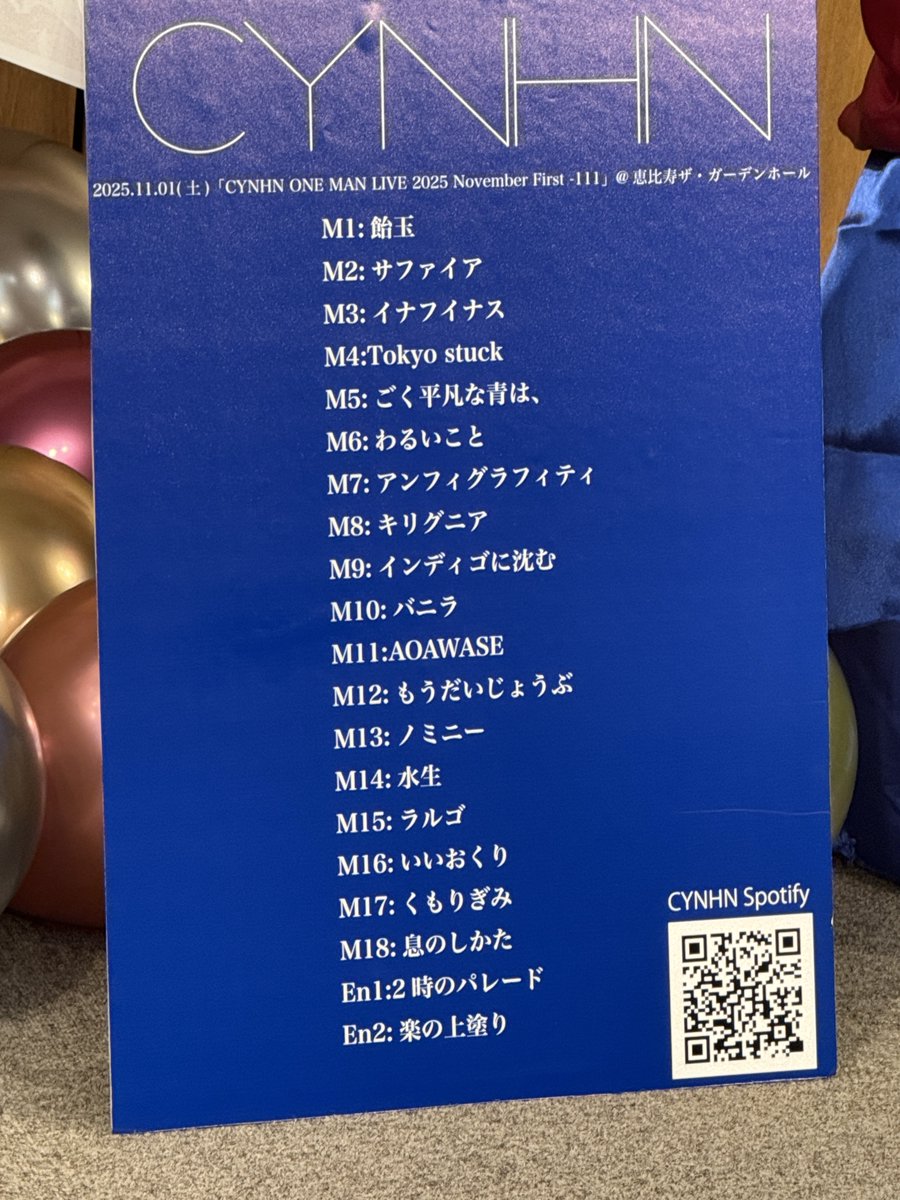 CYNHN
2025.11.01(土)「CYNHN ONE MAN LIVE 2025 November First -111」@ 恵比寿ザ・ガーデンホール
M1: 飴玉
M2: サファイア
M3: イナフイナス
M4:Tokyo stuck
M5: ごく平凡な青は、
M6: わるいこと
M7: アンフィグラフィティ
M8: キリグニア
M9: インディゴに沈む
M10: バニラ
M11:AOAWASE
M12: もうだいじょうぶ
M13: ノミニー
M14: 水生
M15: ラルゴ
M16: いいおくり
M17: くもりぎみ
M18: 息のしかた
En1:2 時のパレード
En2: 楽の上塗り
CYNHN Spotify